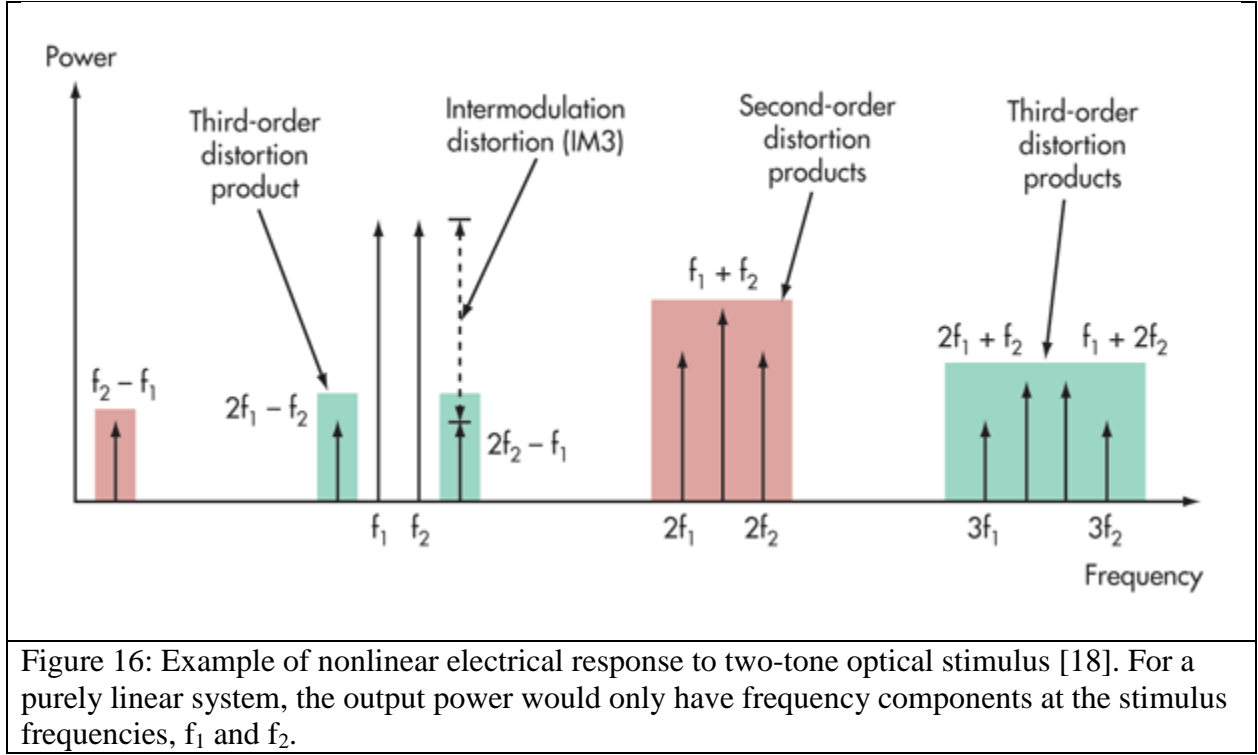 Power
Third-order
distortion
product
Intermodulation
distortion (IM3)
Second-order
distortion
products
Third-order
distortion
products
f₂ – f₁
2f₁ – f₂
2f₂ – f₁
f₁ + f₂
2f₁ + f₂
f₁ + 2f₂
f₁
f₂
2f₁
2f₂
3f₁
3f₂
Frequency
Figure 16: Example of nonlinear electrical response to two-tone optical stimulus [18]. For a
purely linear system, the output power would only have frequency components at the stimulus
frequencies, f₁ and f₂.